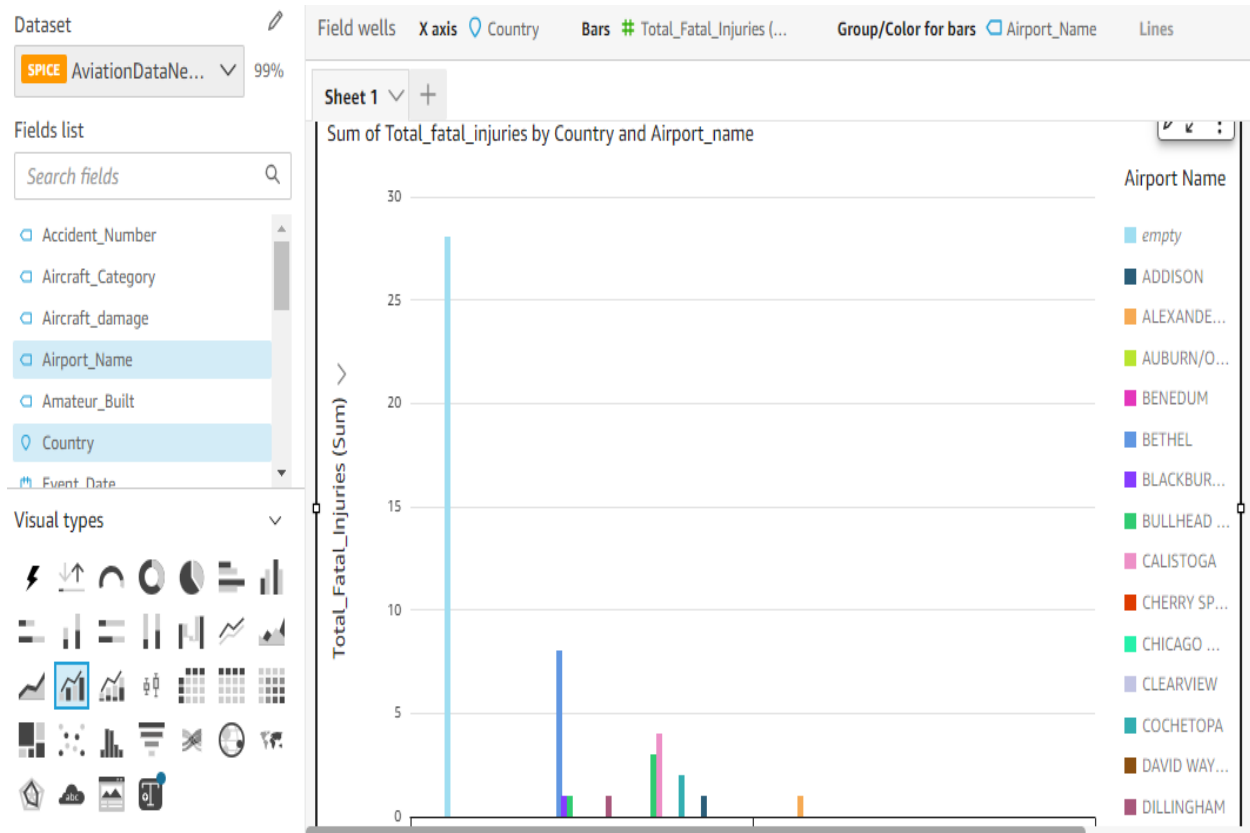 Dataset
SPICE AviationDataNe... 99%
Fields list
Search fields
Accident_Number
Aircraft_Category
Aircraft_damage
Airport_Name
Amateur_Built
Country
Event_Date
Visual types
abc
Field wells X axis Country Bars # Total_Fatal_Injuries (... Group/Color for bars Airport_Name Lines
Sheet 1 +
Sum of Total_fatal_injuries by Country and Airport_name
Total_Fatal_Injuries (Sum)
30
25
20
15
10
5
0
Airport Name
empty
ADDISON
ALEXANDE...
AUBURN/O...
BENEDUM
BETHEL
BLACKBUR...
BULLHEAD ...
CALISTOGA
CHERRY SP...
CHICAGO ...
CLEARVIEW
COCHETOPA
DAVID WAY...
DILLINGHAM